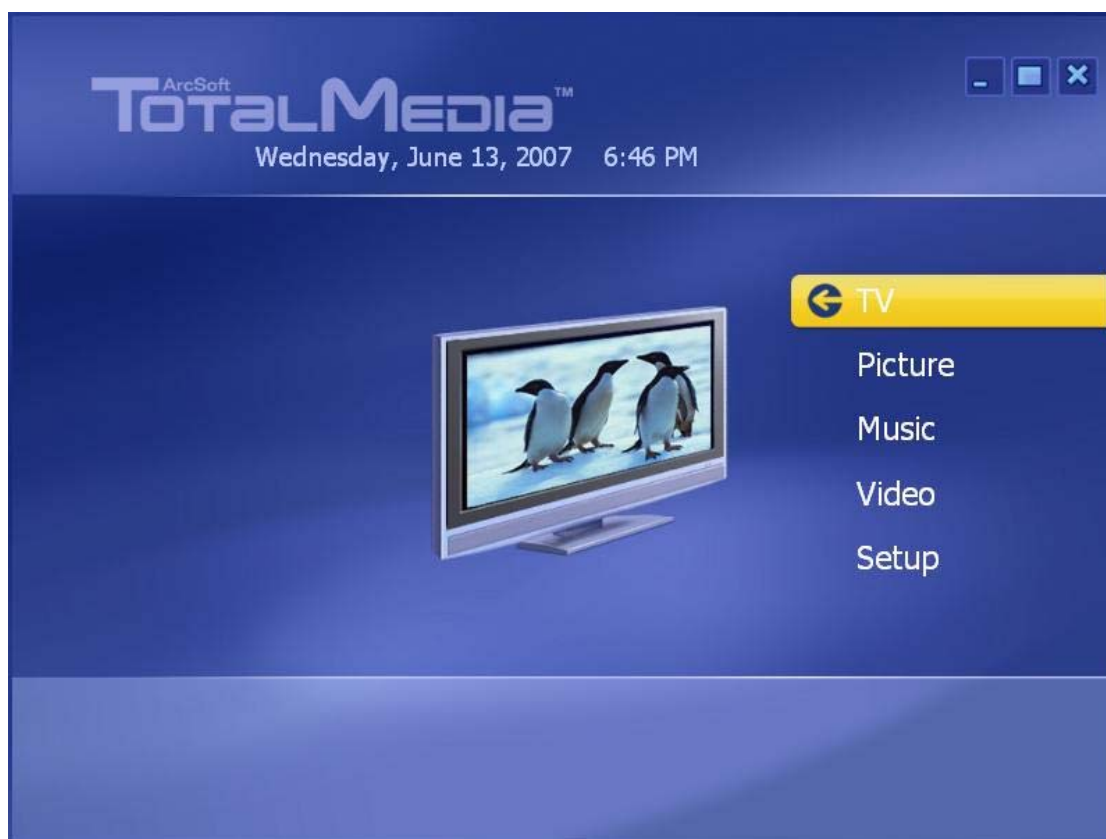 ArcSoft
TOTALMEDIA™
Wednesday, June 13, 2007 6:46 PM
TV
Picture
Music
Video
Setup